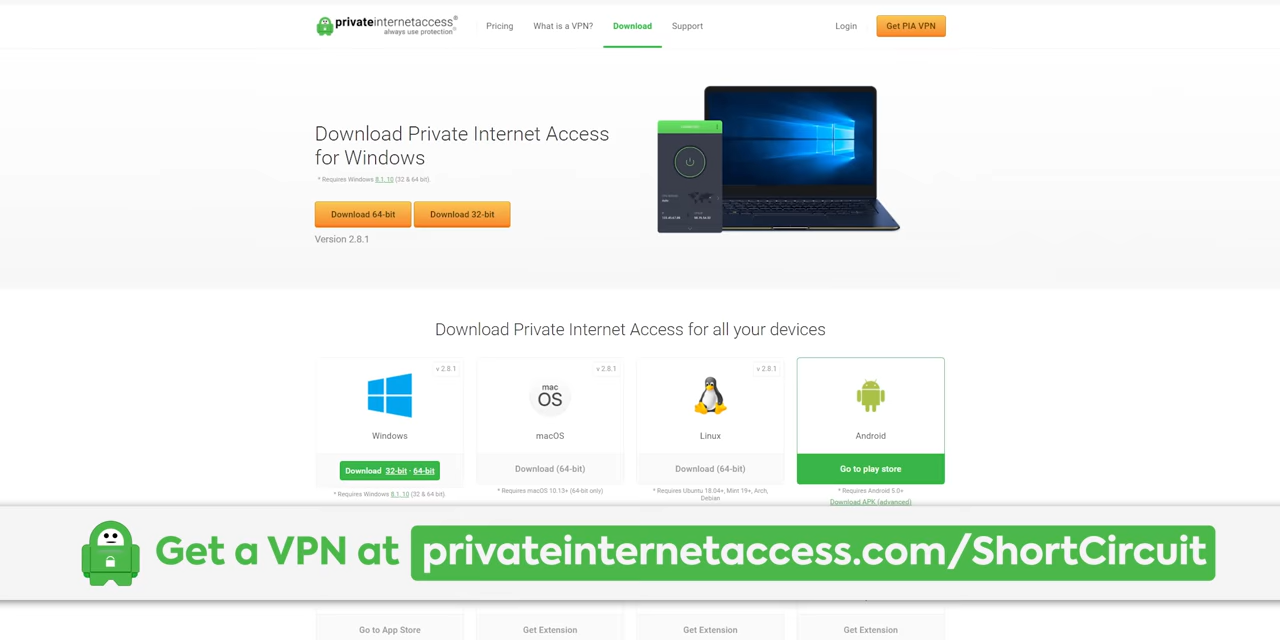 privateinternetaccess®
always use protection®
Pricing
What is a VPN?
Download
Support
Login
Get PIA VPN
Download Private Internet Access
for Windows
* Requires Windows 8.1, 10 (32 & 64 bit).
Download 64-bit
Download 32-bit
Version 2.8.1
Download Private Internet Access for all your devices
v 2.8.1
Windows
Download 32-bit · 64-bit
* Requires Windows 8.1, 10 (32 & 64 bit).
v 2.8.1
mac
OS
macOS
Download (64-bit)
* Requires macOS 10.13+ (64-bit only)
v 2.8.1
Linux
Download (64-bit)
* Requires Ubuntu 18.04+, Mint 19+, Arch,
Debian
Android
Go to play store
* Requires Android 5.0+
Download APK (advanced)
Get a VPN at privateinternetaccess.com/ShortCircuit
Go to App Store
Get Extension
Get Extension
Get Extension